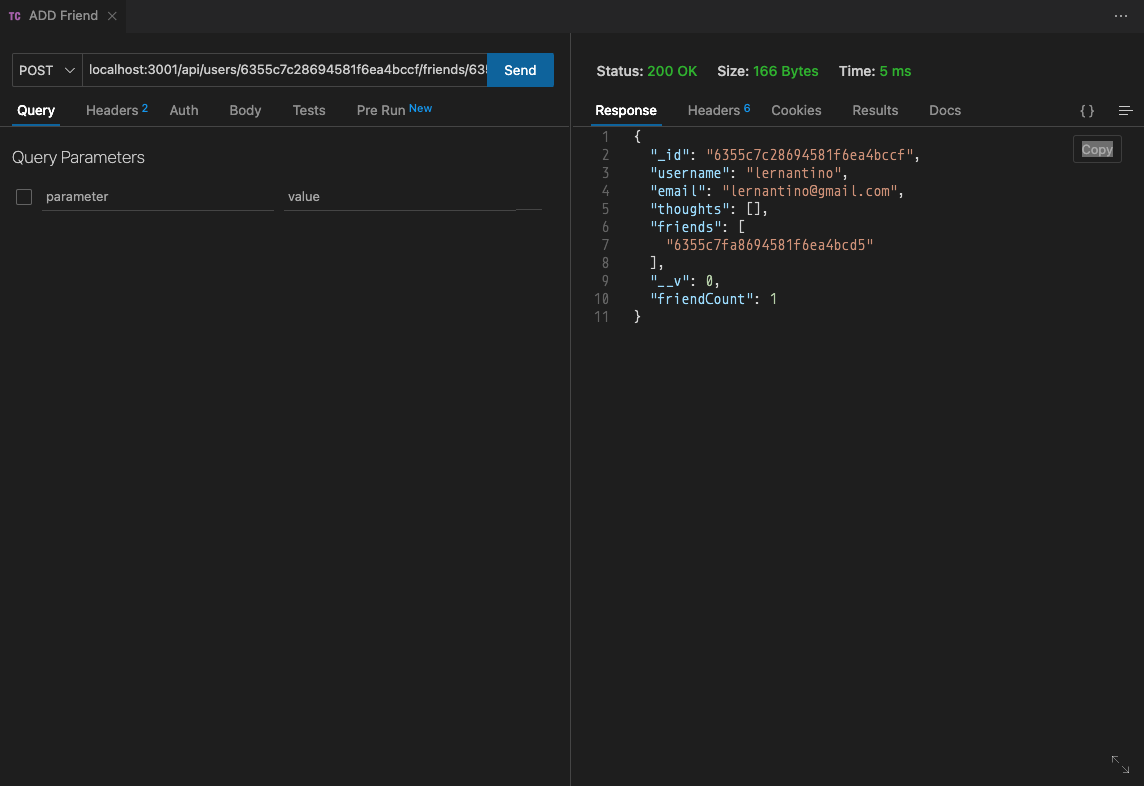 TC ADD Friend
POST localhost:3001/api/users/6355c7c28694581f6ea4bccf/friends/635 Send
Query Headers 2 Auth Body Tests Pre Run New
Query Parameters
parameter value
Status: 200 OK Size: 166 Bytes Time: 5 ms
Response Headers 6 Cookies Results Docs { }
Copy
1 {
2 "_id": "6355c7c28694581f6ea4bccf",
3 "username": "lernantino",
4 "email": "lernantino@gmail.com",
5 "thoughts": [],
6 "friends": [
7 "6355c7fa8694581f6ea4bcd5"
8 ],
9 "__v": 0,
10 "friendCount": 1
11 }